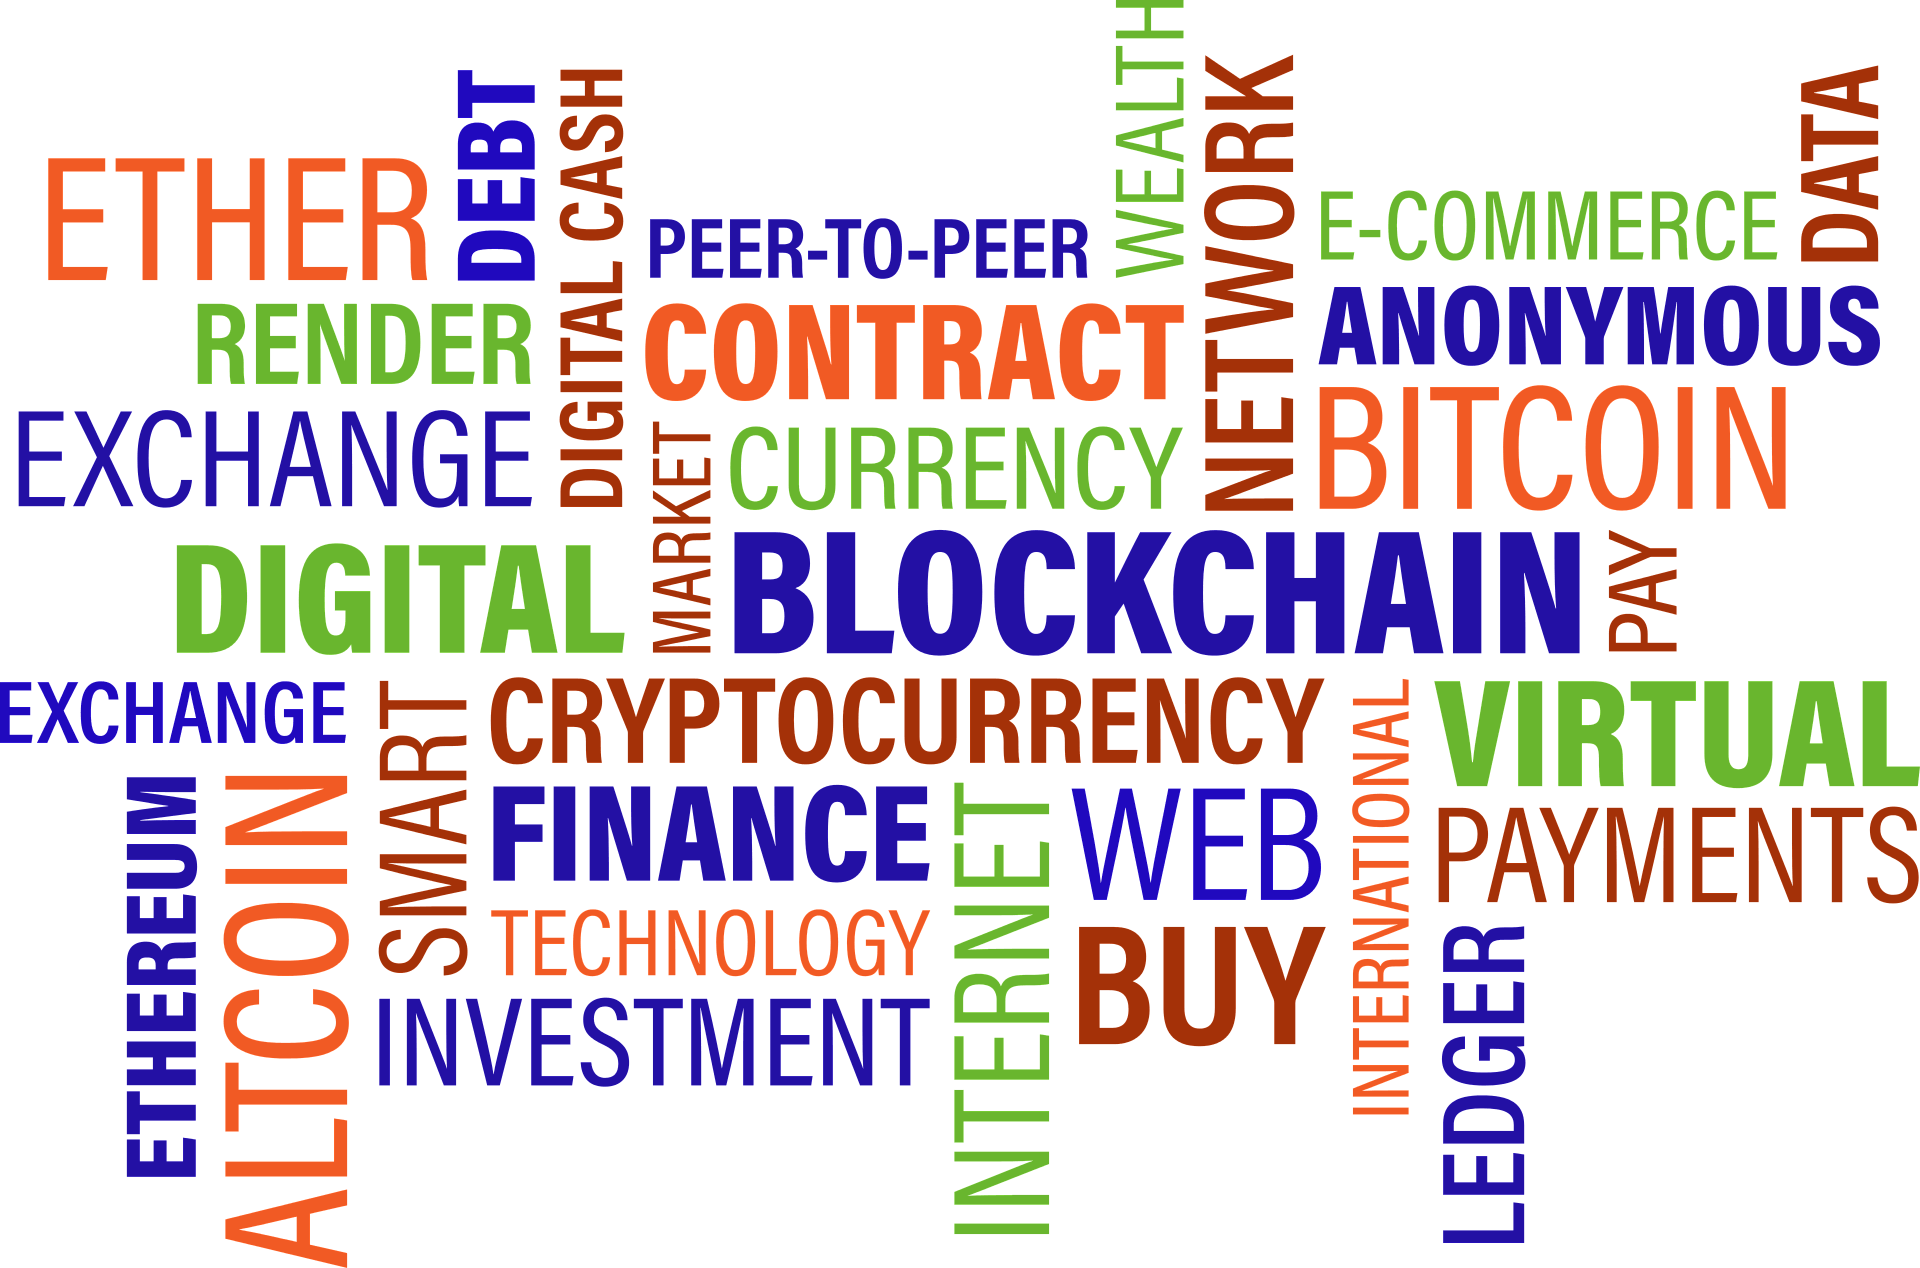 WEALTH
NETWORK
DEBT
DIGITAL CASH
DATA
ETHER
PEER-TO-PEER
E-COMMERCE
RENDER
CONTRACT
ANONYMOUS
EXCHANGE
MARKET
CURRENCY
BITCOIN
DIGITAL
BLOCKCHAIN
PAY
EXCHANGE
SMART
CRYPTOCURRENCY
INTERNATIONAL
VIRTUAL
ETHEREUM
ALTCOIN
FINANCE
INTERNET
WEB
PAYMENTS
TECHNOLOGY
BUY
LEDGER
INVESTMENT